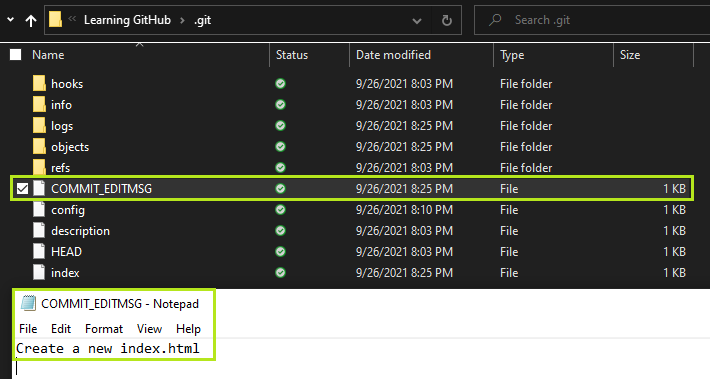 Learning GitHub > .git Search .git
Name Status Date modified Type Size
hooks 9/26/2021 8:03 PM File folder
info 9/26/2021 8:03 PM File folder
logs 9/26/2021 8:25 PM File folder
objects 9/26/2021 8:25 PM File folder
refs 9/26/2021 8:03 PM File folder
COMMIT_EDITMSG 9/26/2021 8:25 PM File 1 KB
config 9/26/2021 8:10 PM File 1 KB
description 9/26/2021 8:03 PM File 1 KB
HEAD 9/26/2021 8:03 PM File 1 KB
index 9/26/2021 8:25 PM File 1 KB
COMMIT_EDITMSG - Notepad
File Edit Format View Help
Create a new index.html